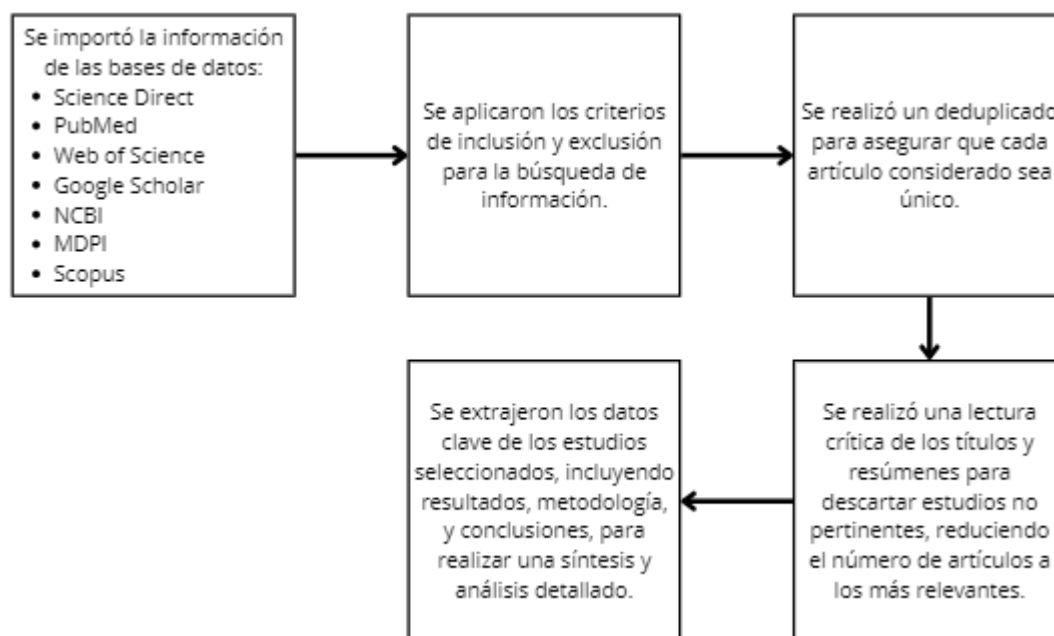 Se importó la información
de las bases de datos:
• Science Direct
• PubMed
• Web of Science
• Google Scholar
• NCBI
• MDPI
• Scopus
Se aplicaron los criterios
de inclusión y exclusión
para la búsqueda de
información.
Se realizó un deduplicado
para asegurar que cada
artículo considerado sea
único.
Se realizó una lectura
crítica de los títulos y
resúmenes para
descartar estudios no
pertinentes, reduciendo
el número de artículos a
los más relevantes.
Se extrajeron los datos
clave de los estudios
seleccionados, incluyendo
resultados, metodología,
y conclusiones, para
realizar una síntesis y
análisis detallado.